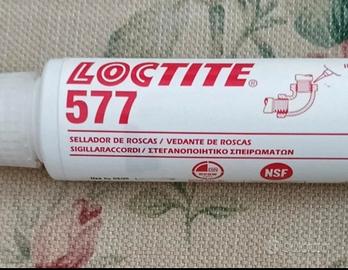 LOCTITE®
577
SELLADOR DE ROSCAS / VEDANTE DE ROSCAS
SIGILLARACCORDI / ΣΤΕΓΑΝΟΠΟΙΗΤΙΚΟ ΣΠΕΙΡΩΜΑΤΩΝ
NSF